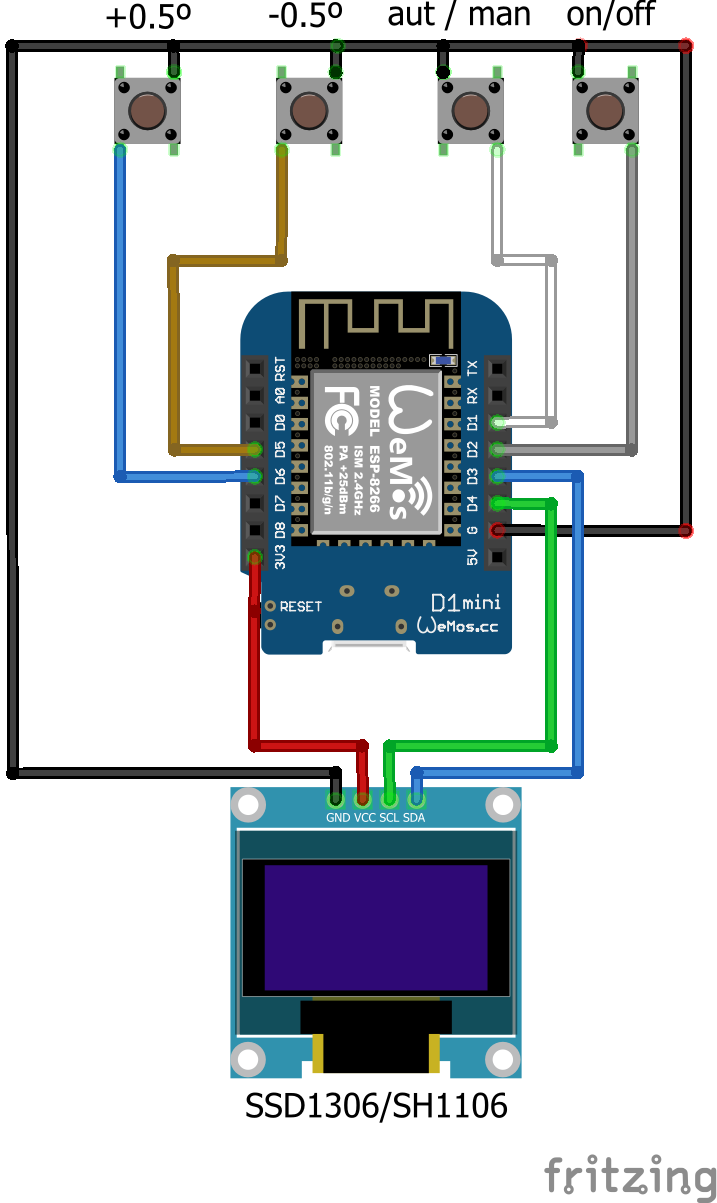 +0.5º -0.5º aut / man on/off
RST A0 D0 D5 D6 D7 D8 3V3
TX RX D1 D2 D3 D4 G 5V
WeMos
MODEL ESP-8266
ISM 2.4GHz
PA +25dBm
802.11b/g/n
FC
RESET
D1mini
WeMos.cc
GND VCC SCL SDA
SSD1306/SH1106
fritzing